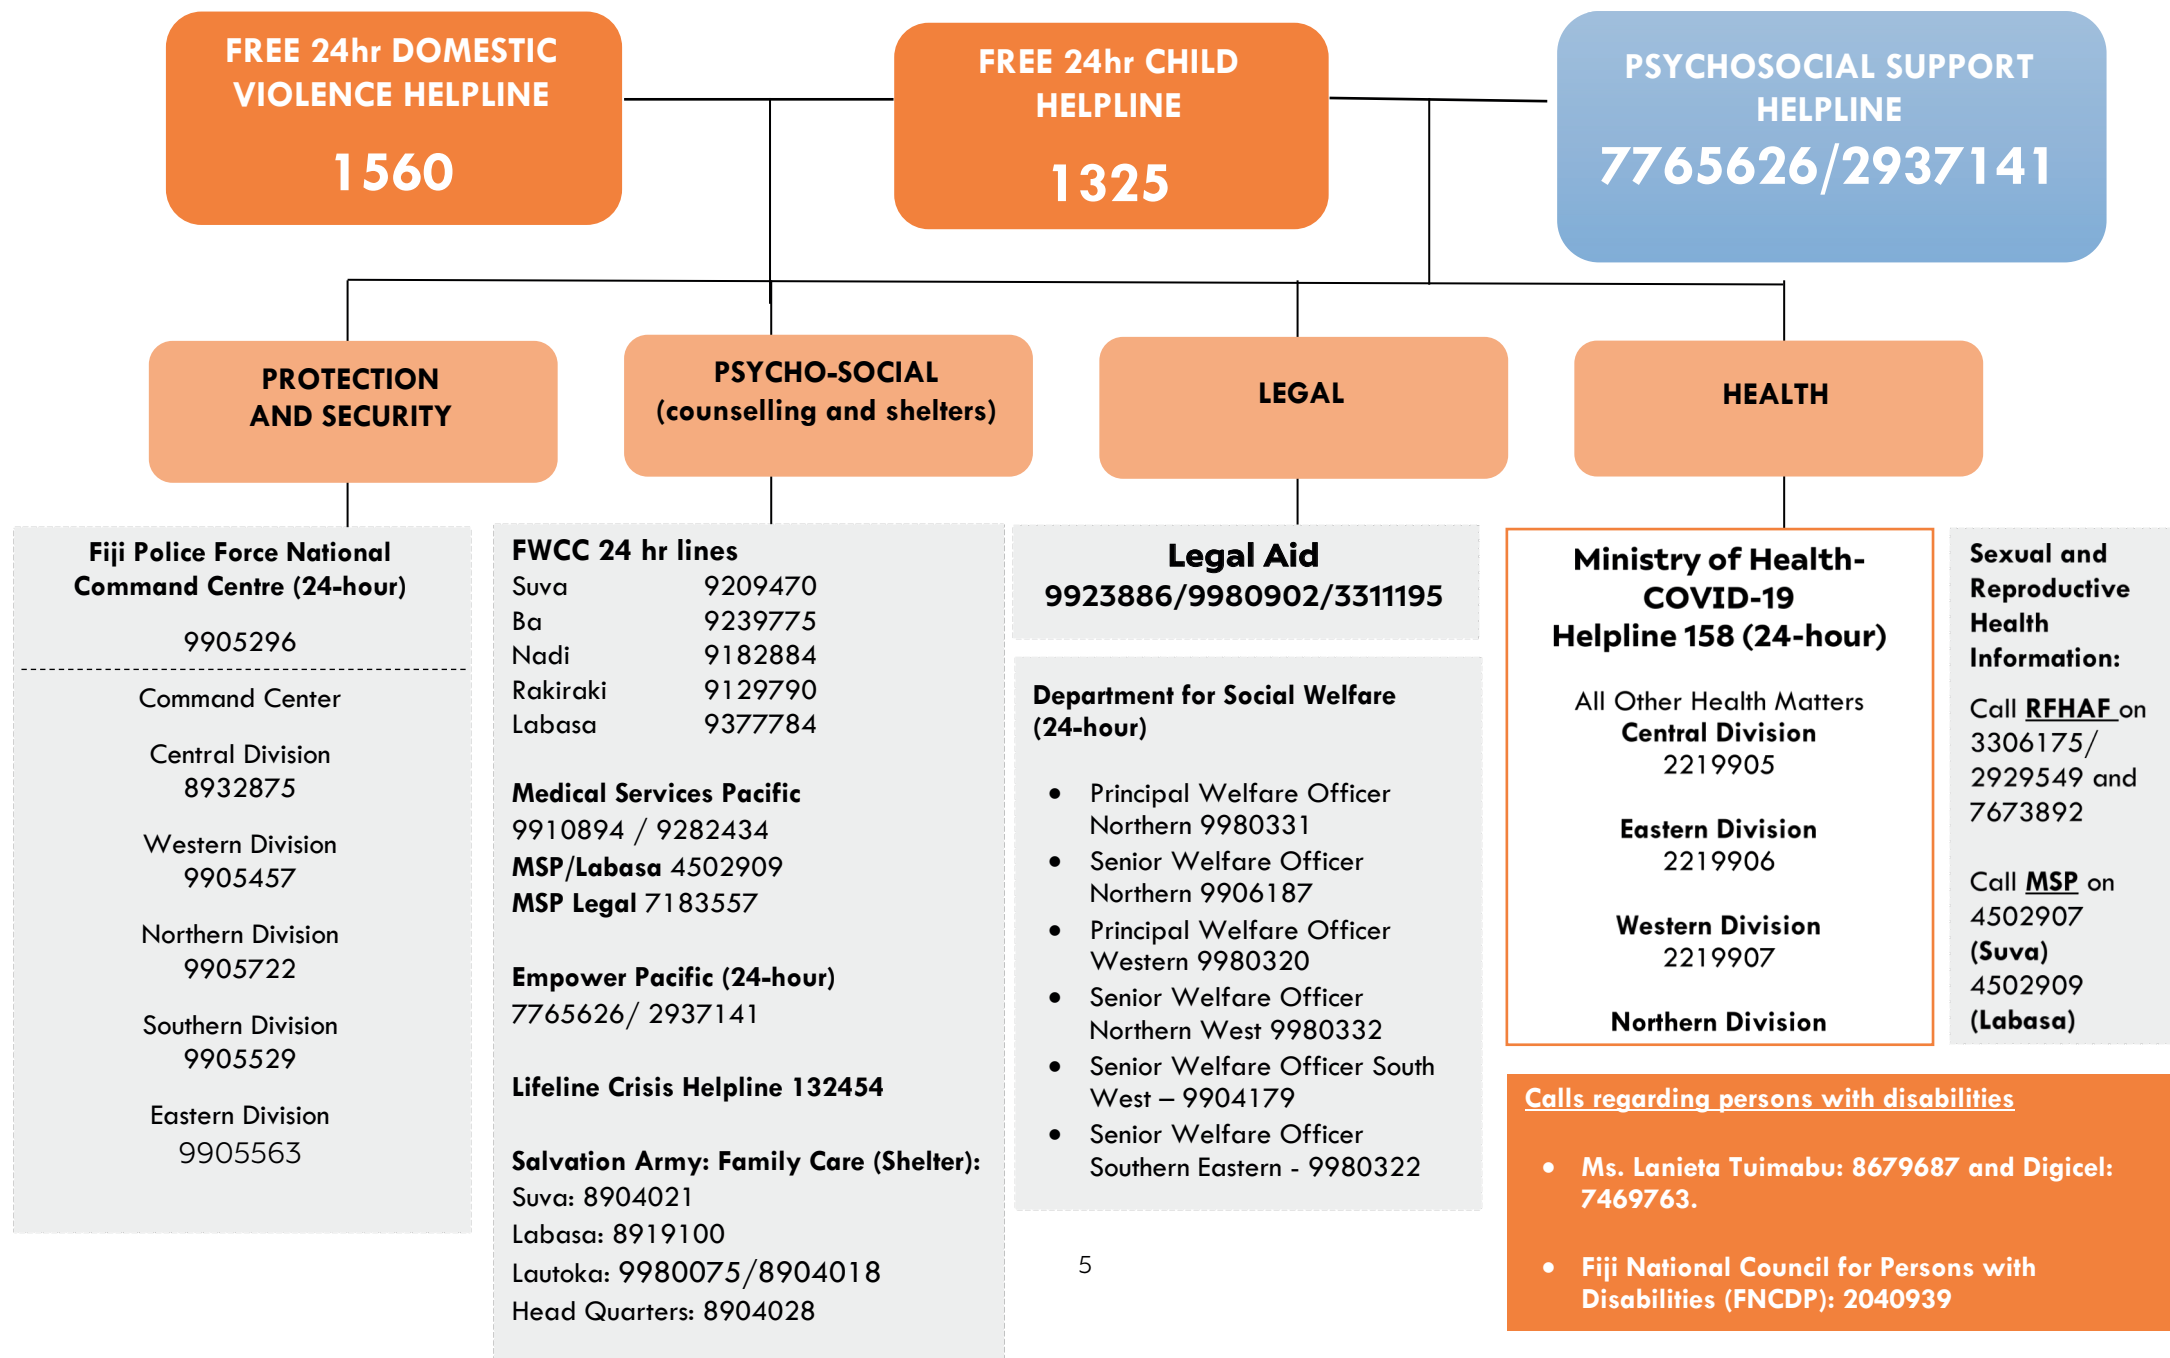 FREE 24hr DOMESTIC
VIOLENCE HELPLINE
1560
FREE 24hr CHILD
HELPLINE
1325
PSYCHOSOCIAL SUPPORT
HELPLINE
7765626/2937141
PROTECTION
AND SECURITY
PSYCHO-SOCIAL
(counselling and shelters)
LEGAL
HEALTH
Fiji Police Force National
Command Centre (24-hour)
9905296
Command Center
Central Division
8932875
Western Division
9905457
Northern Division
9905722
Southern Division
9905529
Eastern Division
9905563
FWCC 24 hr lines
Suva 9209470
Ba 9239775
Nadi 9182884
Rakiraki 9129790
Labasa 9377784
Medical Services Pacific
9910894 / 9282434
MSP/Labasa 4502909
MSP Legal 7183557
Empower Pacific (24-hour)
7765626/ 2937141
Lifeline Crisis Helpline 132454
Salvation Army: Family Care (Shelter):
Suva: 8904021
Labasa: 8919100
Lautoka: 9980075/8904018
Head Quarters: 8904028
Legal Aid
9923886/9980902/3311195
Department for Social Welfare
(24-hour)
• Principal Welfare Officer
Northern 9980331
• Senior Welfare Officer
Northern 9906187
• Principal Welfare Officer
Western 9980320
• Senior Welfare Officer
Northern West 9980332
• Senior Welfare Officer South
West – 9904179
• Senior Welfare Officer
Southern Eastern - 9980322
Ministry of Health-
COVID-19
Helpline 158 (24-hour)
All Other Health Matters
Central Division
2219905
Eastern Division
2219906
Western Division
2219907
Northern Division
Sexual and
Reproductive
Health
Information:
Call RFHAF on
3306175/
2929549 and
7673892
Call MSP on
4502907
(Suva)
4502909
(Labasa)
Calls regarding persons with disabilities
• Ms. Lanieta Tuimabu: 8679687 and Digicel:
7469763.
• Fiji National Council for Persons with
Disabilities (FNCDP): 2040939
5